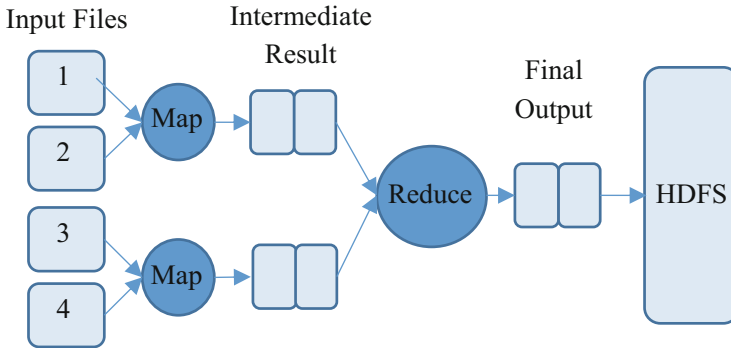 Input Files
Intermediate
Result
Final
Output
1
2
3
4
Map
Map
Reduce
HDFS